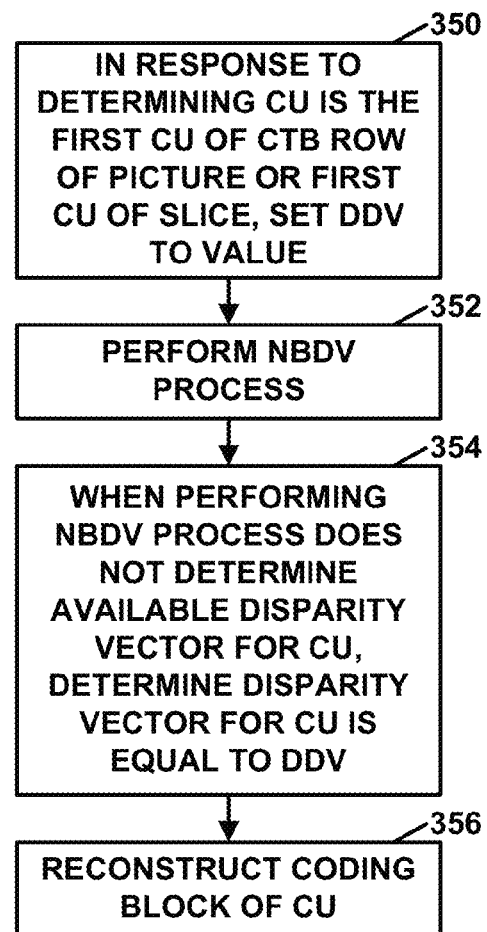 350
IN RESPONSE TO
DETERMINING CU IS THE
FIRST CU OF CTB ROW
OF PICTURE OR FIRST
CU OF SLICE, SET DDV
TO VALUE
352
PERFORM NBDV
PROCESS
354
WHEN PERFORMING
NBDV PROCESS DOES
NOT DETERMINE
AVAILABLE DISPARITY
VECTOR FOR CU,
DETERMINE DISPARITY
VECTOR FOR CU IS
EQUAL TO DDV
356
RECONSTRUCT CODING
BLOCK OF CU